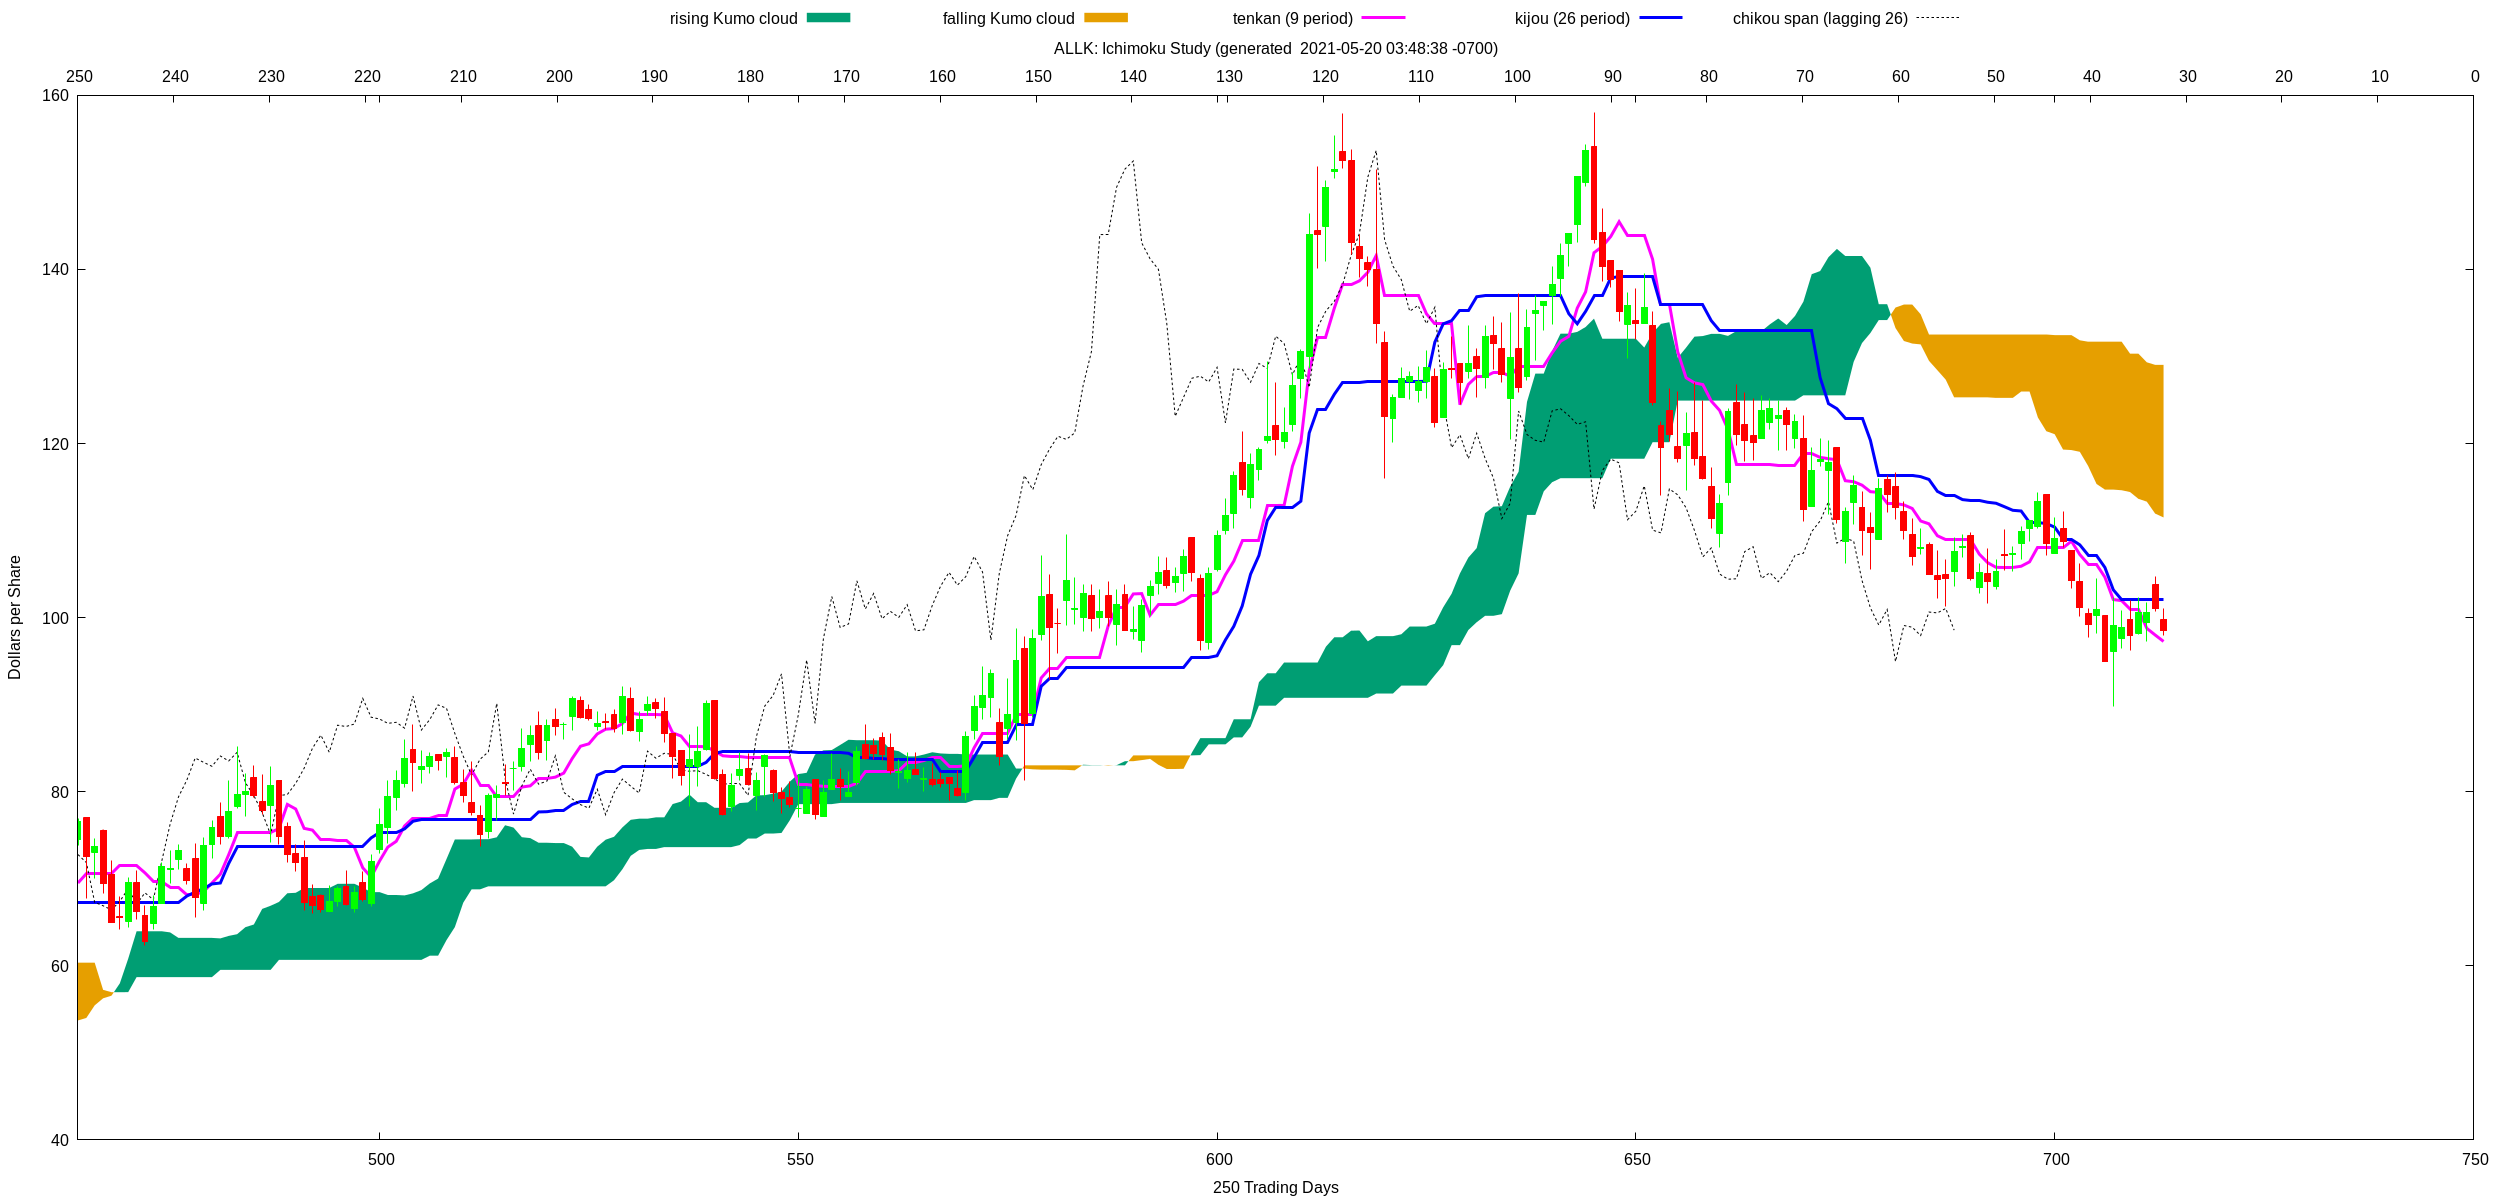 rising Kumo cloud falling Kumo cloud tenkan (9 period) kijou (26 period) chikou span (lagging 26)
ALLK: Ichimoku Study (generated  2021-05-20 03:48:38 -0700)
250 240 230 220 210 200 190 180 170 160 150 140 130 120 110 100 90 80 70 60 50 40 30 20 10 0
160
140
120
100
80
60
40
Dollars per Share
500 550 600 650 700 750
250 Trading Days